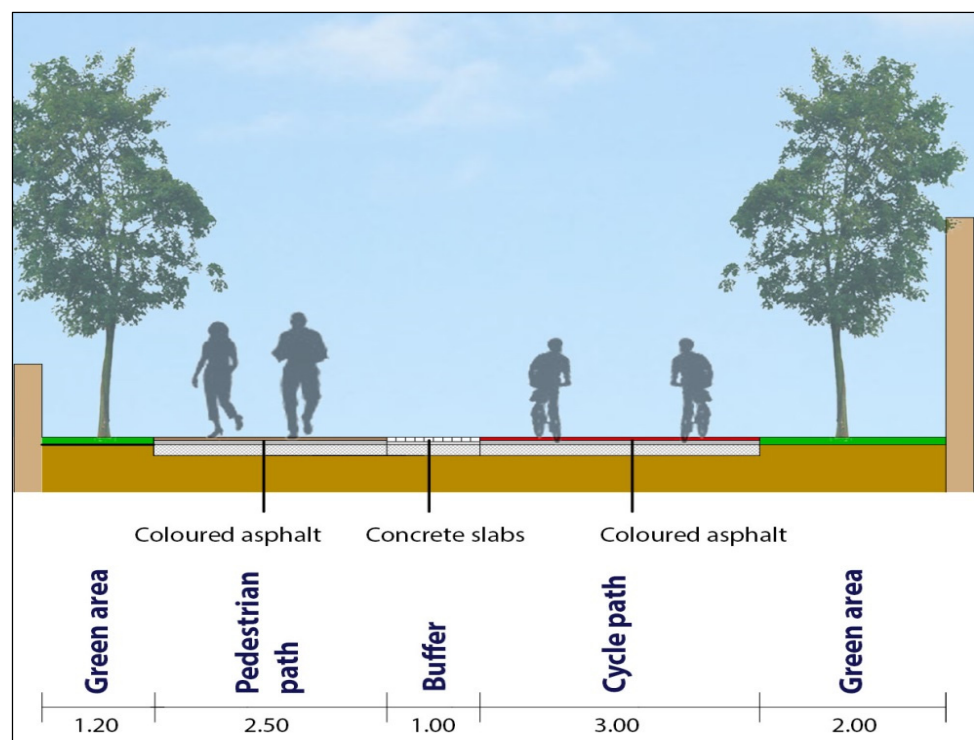 Coloured asphalt
Concrete slabs
Coloured asphalt
Green area
Pedestrian
path
Buffer
Cycle path
Green area
1.20
2.50
1.00
3.00
2.00